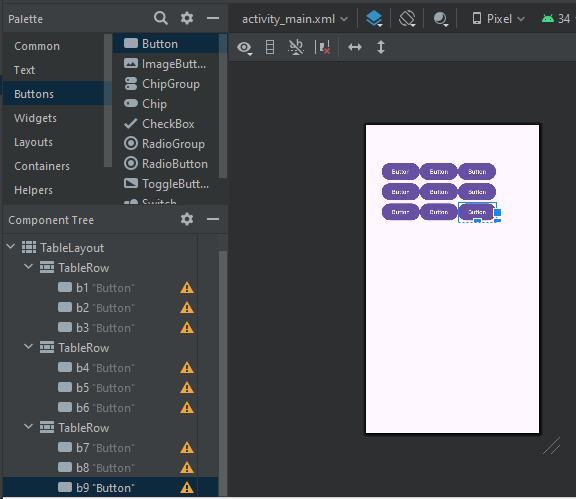 Palette
activity_main.xml
Pixel
34
Common
Text
Buttons
Widgets
Layouts
Containers
Helpers
Button
ImageButt...
ChipGroup
Chip
CheckBox
RadioGroup
RadioButton
ToggleButt...
Switch
Button Button Button
Button Button Button
Button Button Button
Component Tree
TableLayout
TableRow
b1 "Button"
b2 "Button"
b3 "Button"
TableRow
b4 "Button"
b5 "Button"
b6 "Button"
TableRow
b7 "Button"
b8 "Button"
b9 "Button"